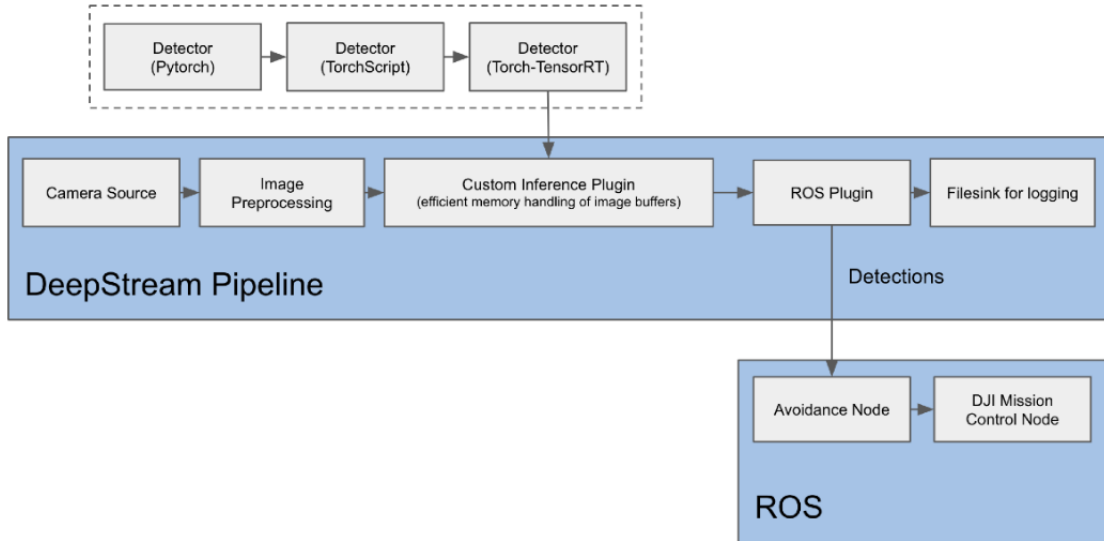 Detector
(Pytorch)
Detector
(TorchScript)
Detector
(Torch-TensorRT)
Camera Source
Image
Preprocessing
Custom Inference Plugin
(efficient memory handling of image buffers)
ROS Plugin
Filesink for logging
DeepStream Pipeline
Detections
Avoidance Node
DJI Mission
Control Node
ROS